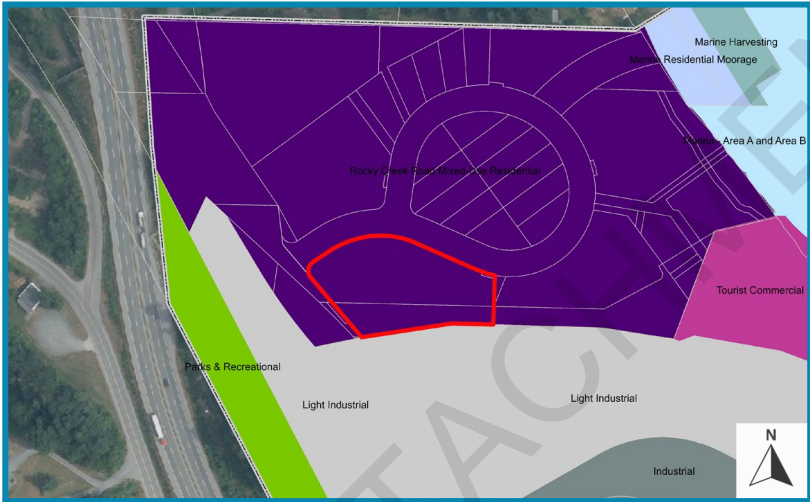 Marine Harvesting
Marine Residential Moorage
Marina - Area A and Area B
Rocky Creek Road Mixed-Use Residential
Tourist Commercial
Parks & Recreational
Light Industrial
Light Industrial
Industrial
N